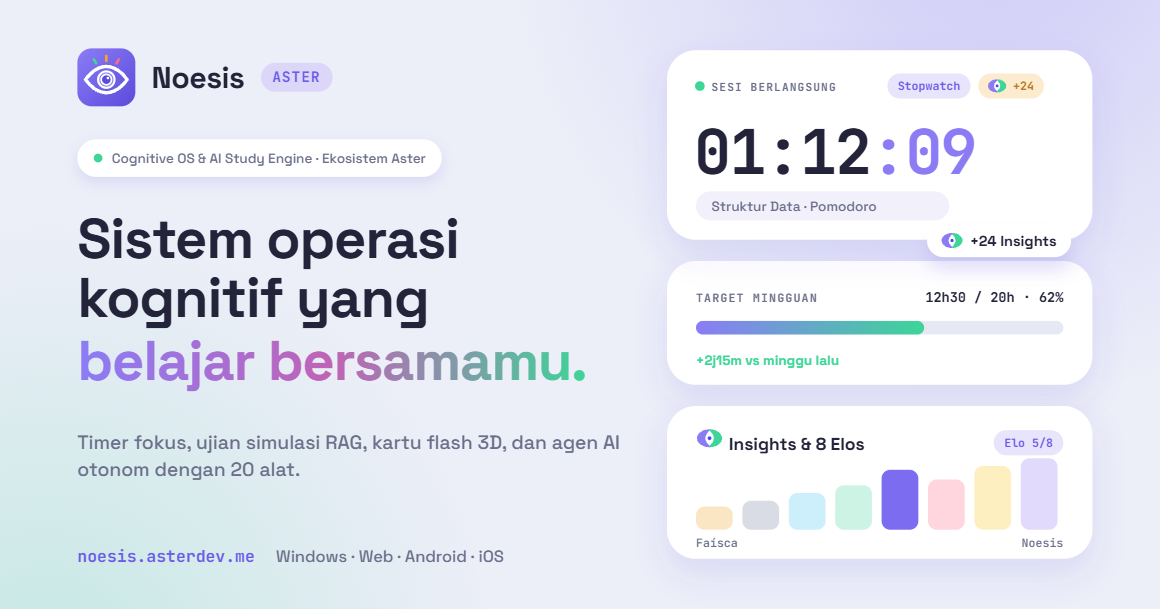 Noesis ASTER
Cognitive OS & AI Study Engine · Ekosistem Aster
Sistem operasi
kognitif yang
belajar bersamamu.
Timer fokus, ujian simulasi RAG, kartu flash 3D, dan agen AI
otonom dengan 20 alat.
noesis.asterdev.me Windows · Web · Android · iOS
SESI BERLANGSUNG Stopwatch +24
01:12:09
Struktur Data · Pomodoro
+24 Insights
TARGET MINGGUAN 12h30 / 20h · 62%
+2j15m vs minggu lalu
Insights & 8 Elos Elo 5/8
Faísca Noesis